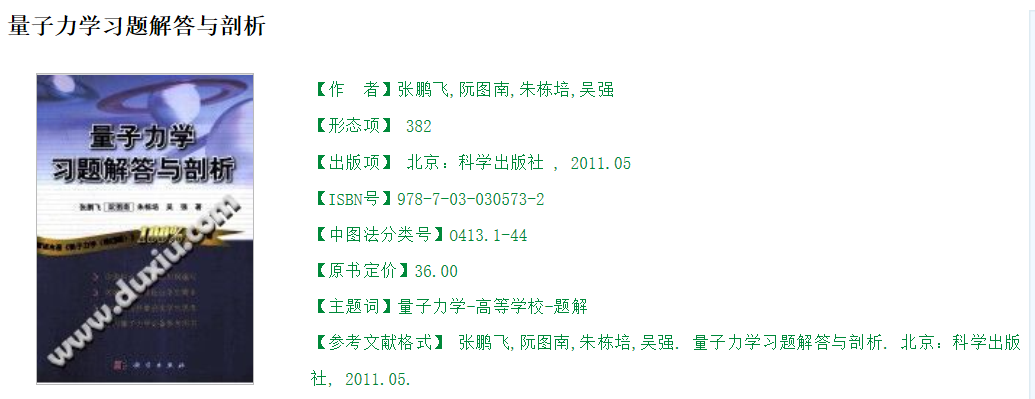 量子力学习题解答与剖析
量子力学
习题解答与剖析
张鹏飞 阮图南 朱栋培 吴 强 著
100%
www.duxiu.com
科学出版社
【作　者】张鹏飞,阮图南,朱栋培,吴强
【形态项】 382
【出版项】 北京：科学出版社 , 2011.05
【ISBN号】978-7-03-030573-2
【中图法分类号】O413.1-44
【原书定价】36.00
【主题词】量子力学-高等学校-题解
【参考文献格式】 张鹏飞,阮图南,朱栋培,吴强. 量子力学习题解答与剖析. 北京：科学出版
社, 2011.05.